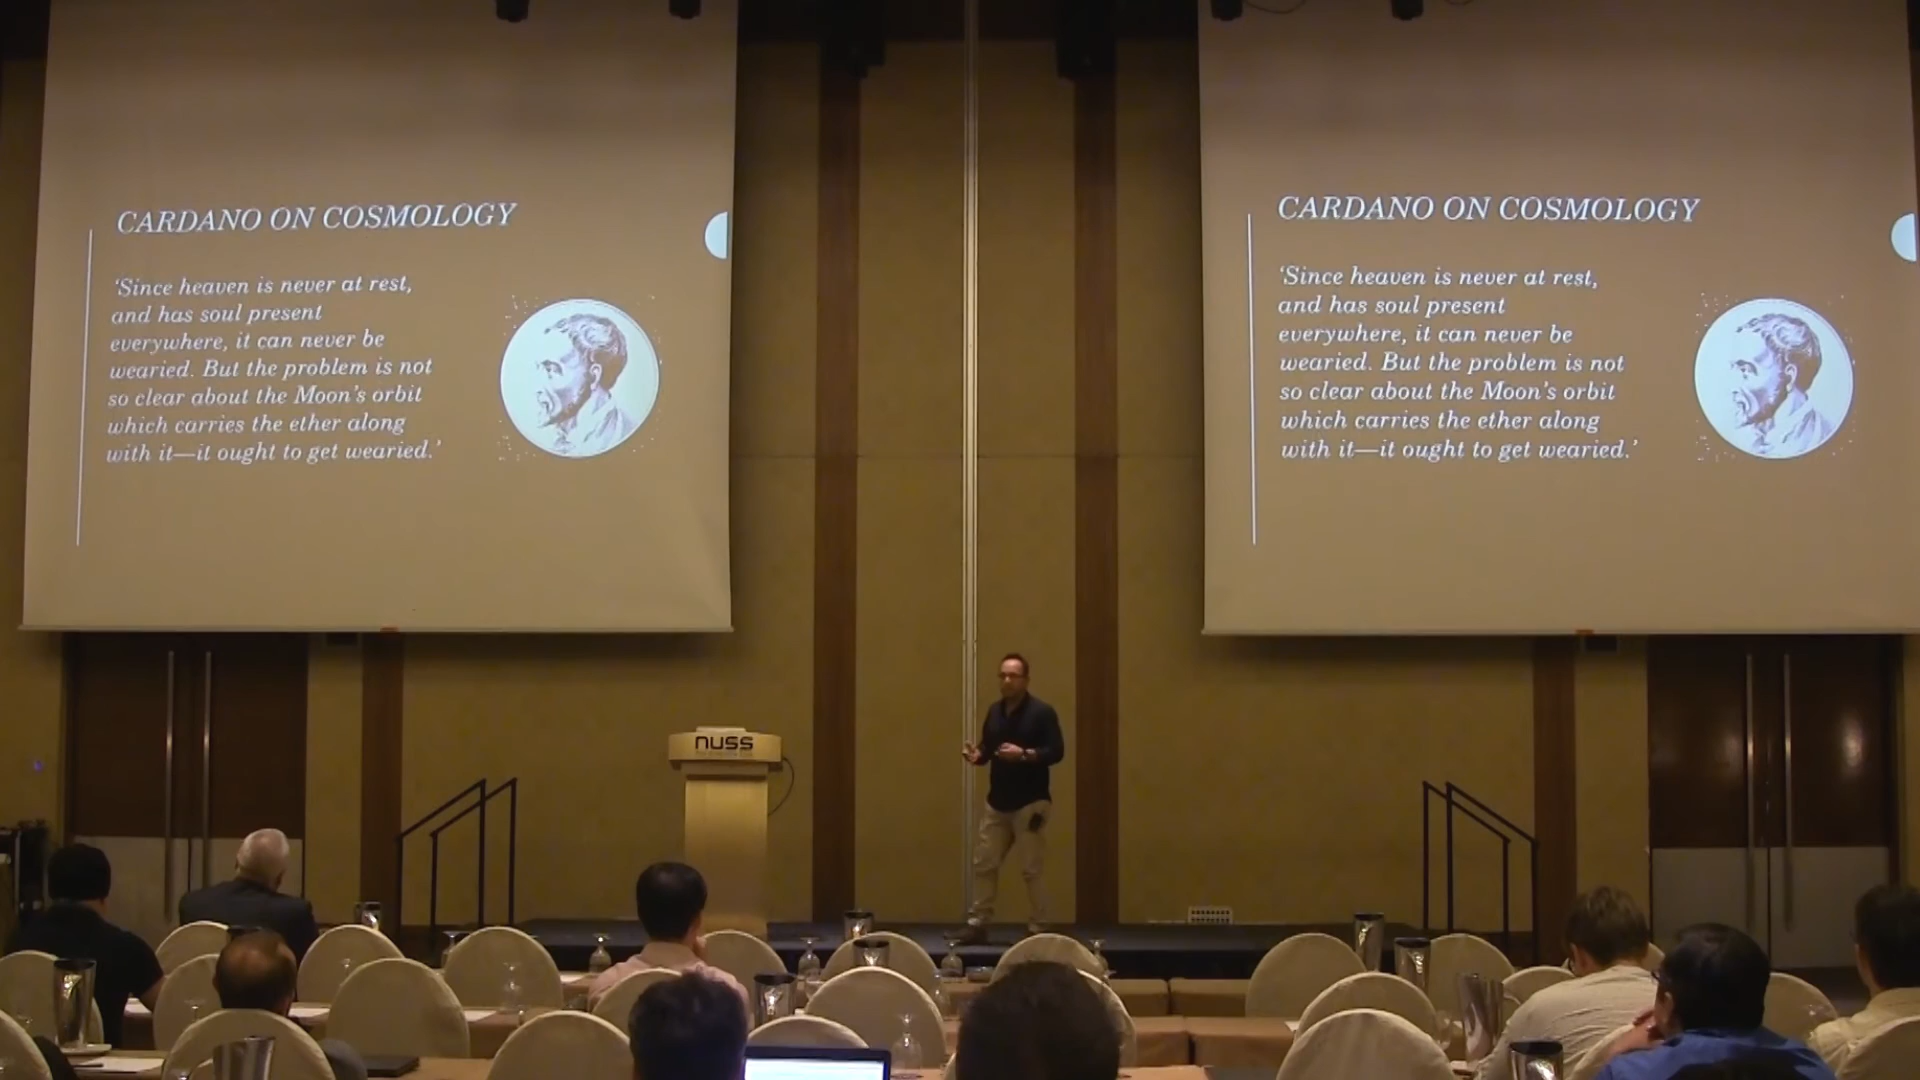 CARDANO ON COSMOLOGY
'Since heaven is never at rest,
and has soul present
everywhere, it can never be
wearied. But the problem is not
so clear about the Moon's orbit
which carries the ether along
with it—it ought to get wearied.'
CARDANO ON COSMOLOGY
'Since heaven is never at rest,
and has soul present
everywhere, it can never be
wearied. But the problem is not
so clear about the Moon's orbit
which carries the ether along
with it—it ought to get wearied.'
nuss